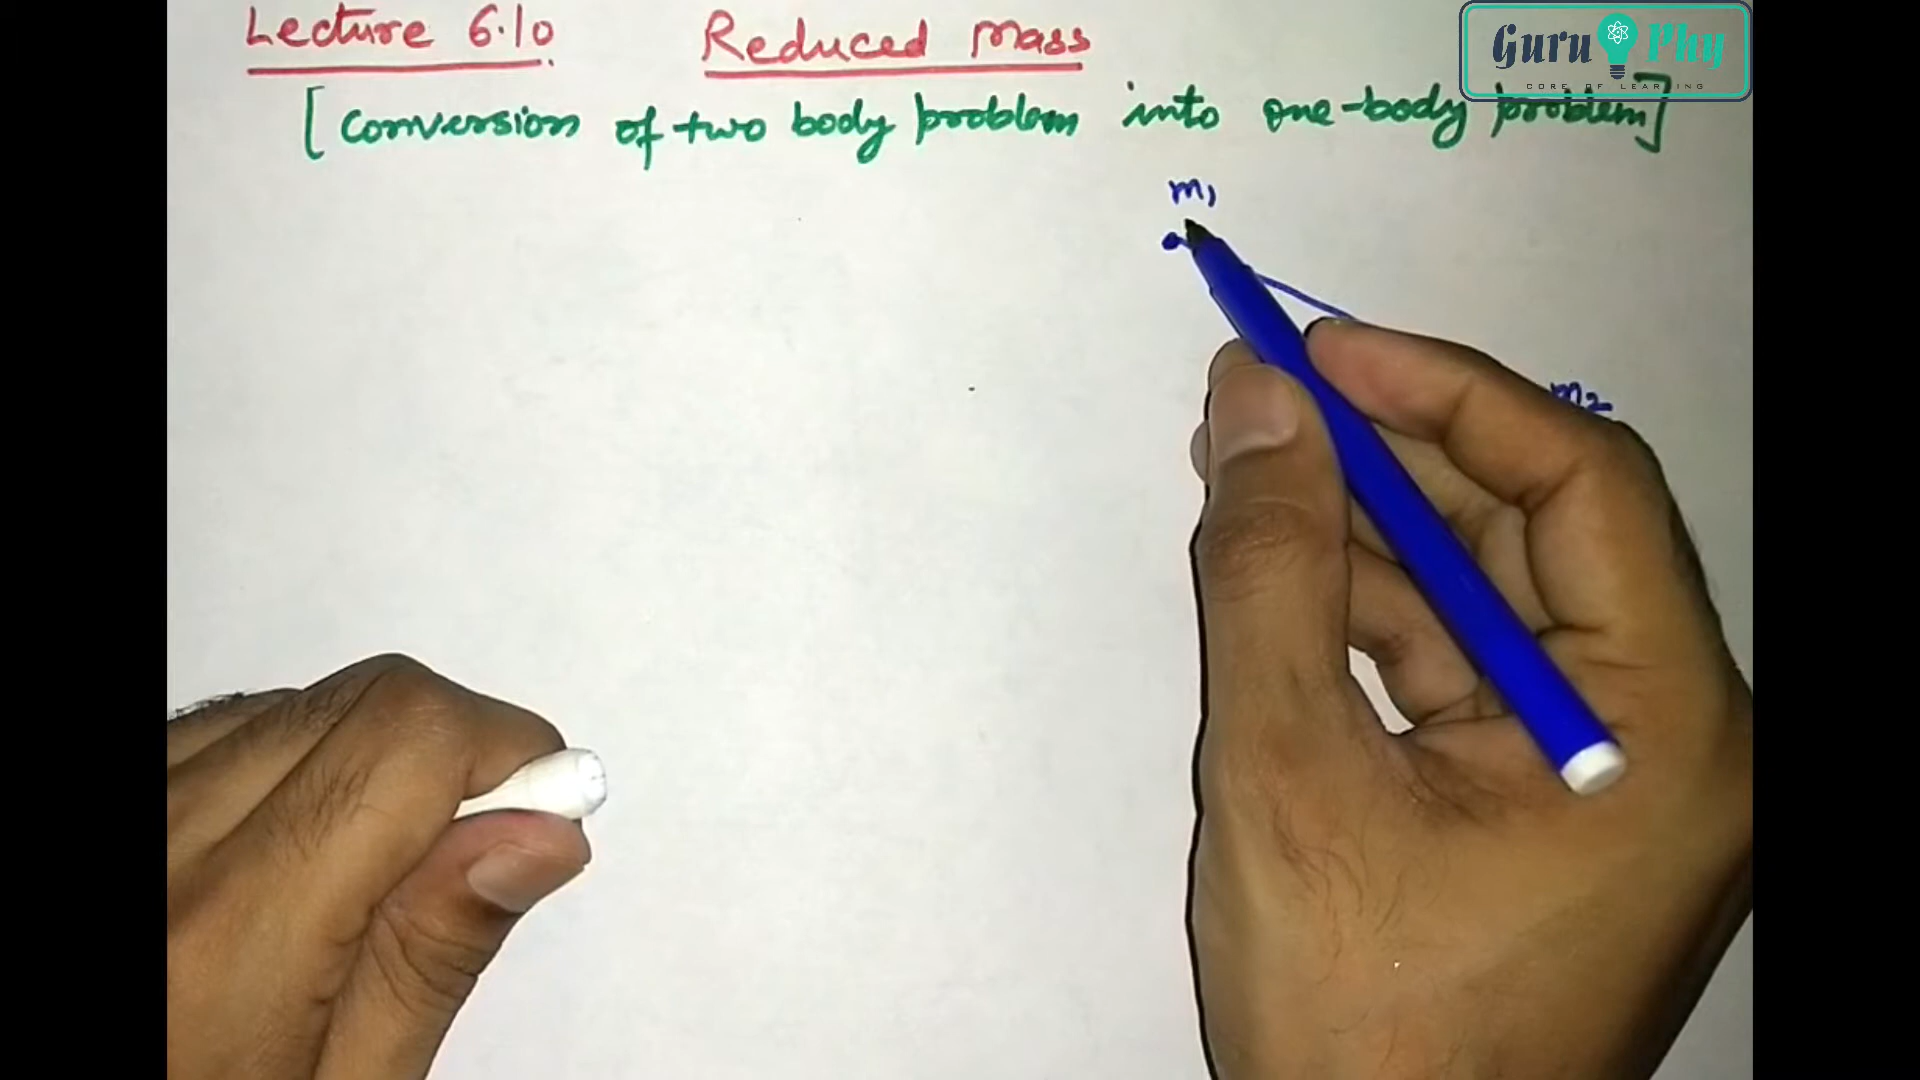 Lecture 6.10 Reduced Mass
Guru Phy
CORE OF LEARNING
[Conversion of two body problem into one-body problem]
m1
m2